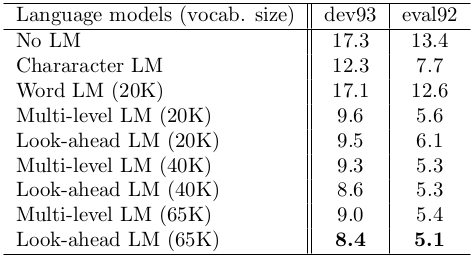 Language models (vocab. size) dev93 eval92
No LM 17.3 13.4
Chararacter LM 12.3 7.7
Word LM (20K) 17.1 12.6
Multi-level LM (20K) 9.6 5.6
Look-ahead LM (20K) 9.5 6.1
Multi-level LM (40K) 9.3 5.3
Look-ahead LM (40K) 8.6 5.3
Multi-level LM (65K) 9.0 5.4
Look-ahead LM (65K) 8.4 5.1